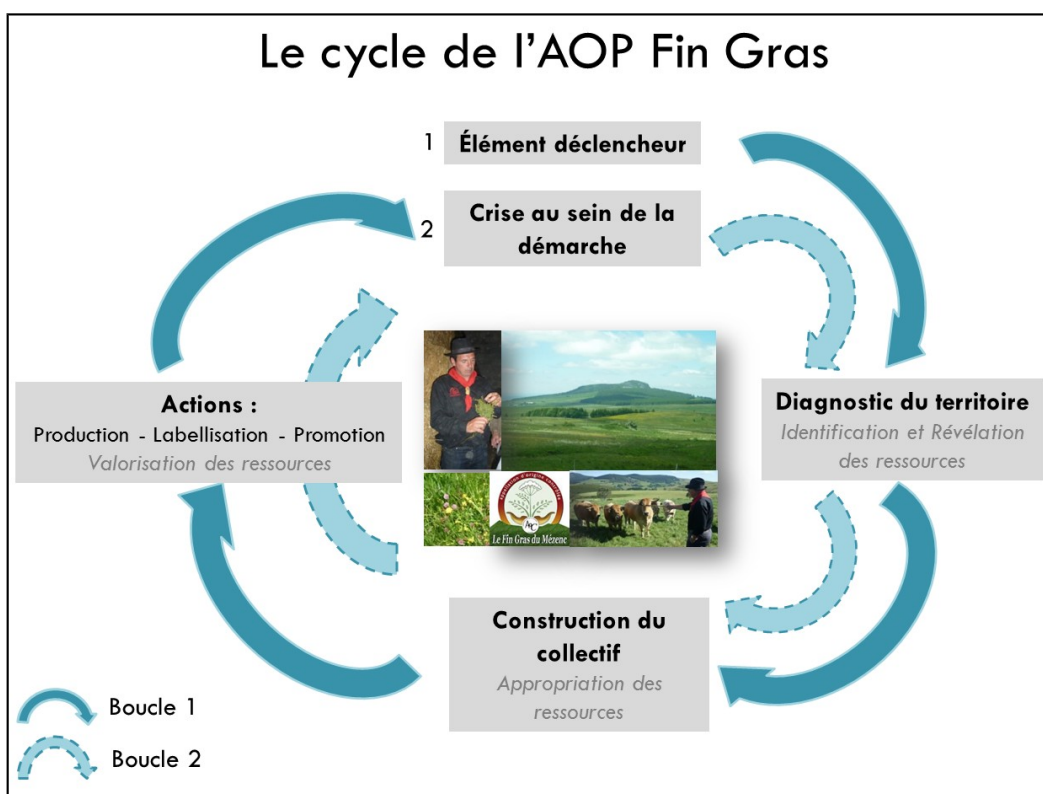 Le cycle de l'AOP Fin Gras
1 Élément déclencheur
2 Crise au sein de la
démarche
Actions :
Production - Labellisation - Promotion
Valorisation des ressources
Diagnostic du territoire
Identification et Révélation
des ressources
Le Fin Gras du Mézenc
Construction du
collectif
Appropriation des
ressources
Boucle 1
Boucle 2